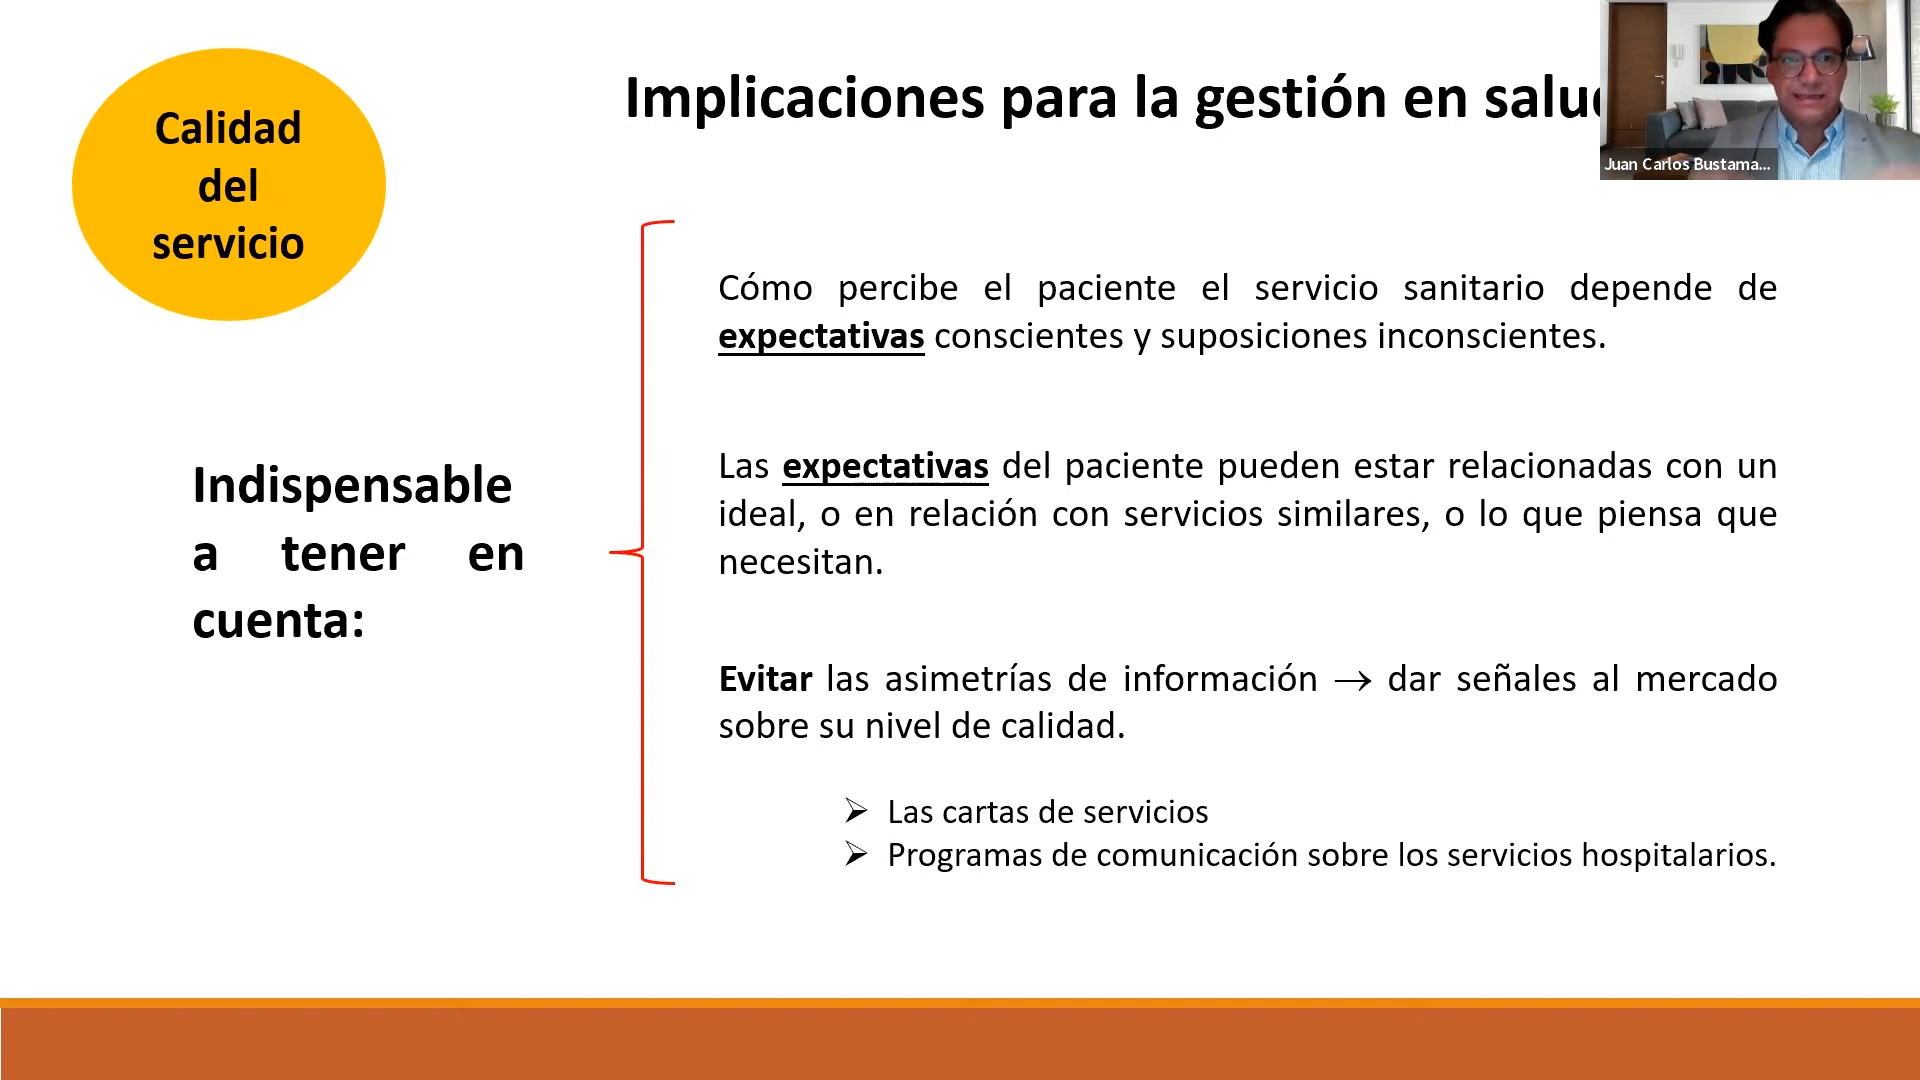 Calidad
del
servicio
Implicaciones para la gestión en salu
Juan Carlos Bustama...
Indispensable
a tener en
cuenta:
Cómo percibe el paciente el servicio sanitario depende de
expectativas conscientes y suposiciones inconscientes.
Las expectativas del paciente pueden estar relacionadas con un
ideal, o en relación con servicios similares, o lo que piensa que
necesitan.
Evitar las asimetrías de información → dar señales al mercado
sobre su nivel de calidad.
➢ Las cartas de servicios
➢ Programas de comunicación sobre los servicios hospitalarios.